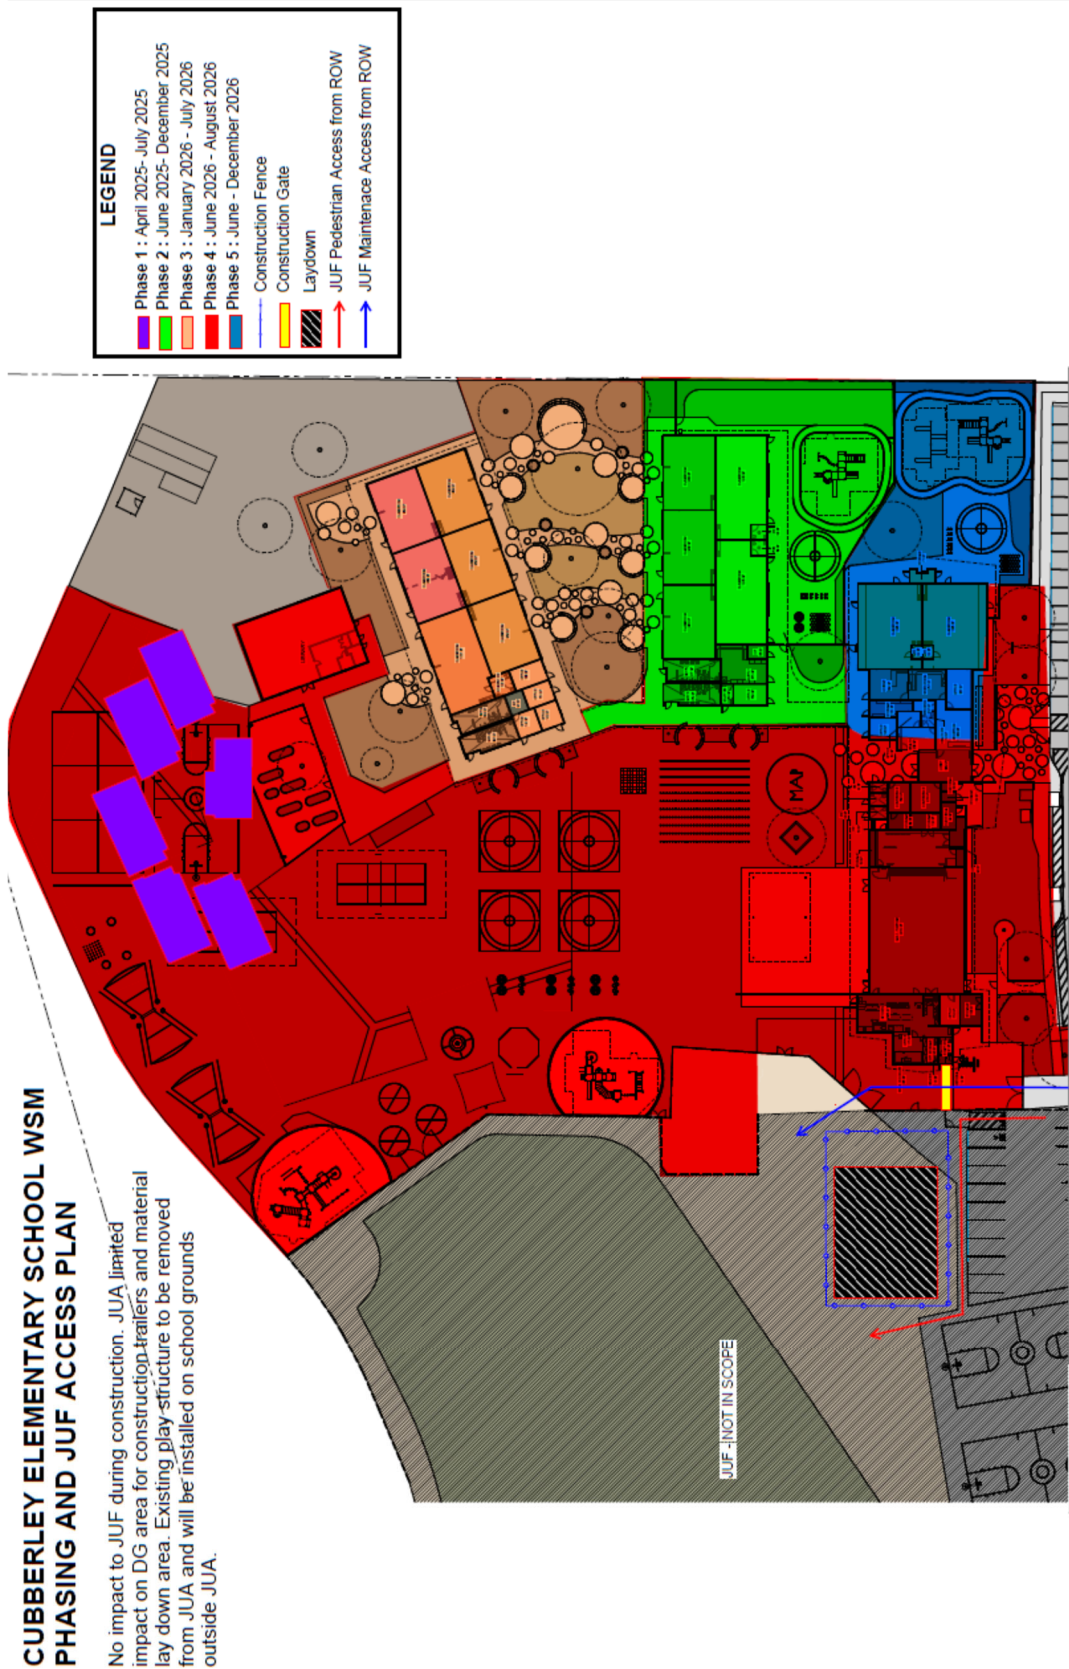 CUBBERLEY ELEMENTARY SCHOOL WSM
PHASING AND JUF ACCESS PLAN
No impact to JUF during construction. JUA limited
impact on DG area for construction trailers and material
lay down area. Existing play structure to be removed
from JUA and will be installed on school grounds
outside JUA.
LEGEND
Phase 1 : April 2025- July 2025
Phase 2 : June 2025- December 2025
Phase 3 : January 2026 - July 2026
Phase 4 : June 2026 - August 2026
Phase 5 : June - December 2026
Construction Fence
Construction Gate
Laydown
JUF Pedestrian Access from ROW
JUF Maintenace Access from ROW
MAP
JUF - NOT IN SCOPE